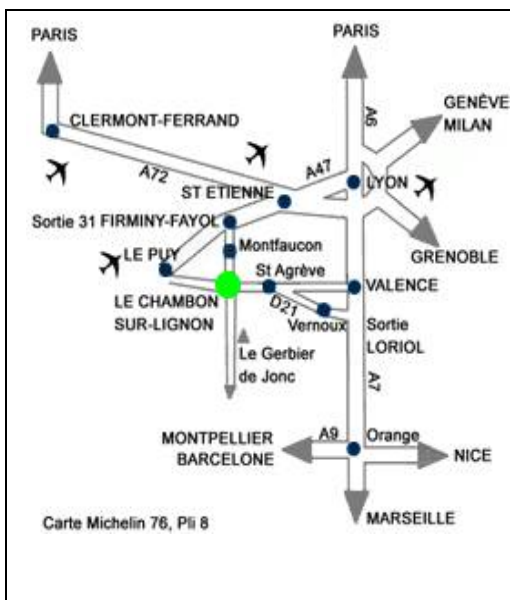 PARIS
PARIS
GENÈVE
MILAN
CLERMONT-FERRAND
A6
A72
A47
LYON
ST ETIENNE
Sortie 31 FIRMINY-FAYOL
GRENOBLE
LE PUY
Montfaucon
St Agrève
VALENCE
LE CHAMBON
SUR-LIGNON
D21
Vernoux
Sortie
LORIOL
Le Gerbier
de Jonc
A7
MONTPELLIER
BARCELONE
A9
Orange
NICE
MARSEILLE
Carte Michelin 76, Pli 8